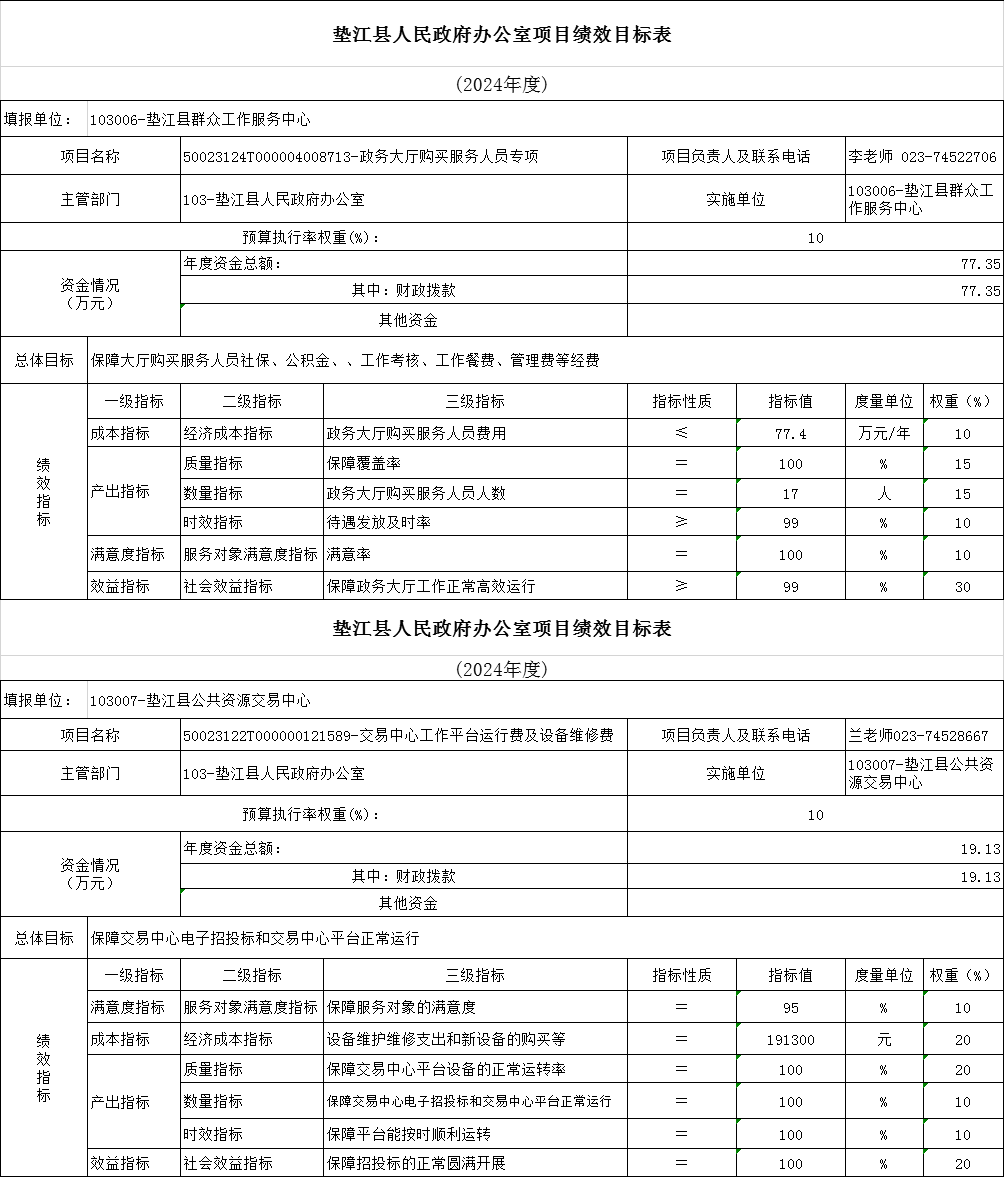 垫江县人民政府办公室项目绩效目标表
(2024年度)
填报单位： 103006-垫江县群众工作服务中心
项目名称 50023124T000004008713-政务大厅购买服务人员专项 项目负责人及联系电话 李老师 023-74522706
主管部门 103-垫江县人民政府办公室 实施单位 103006-垫江县群众工
作服务中心
预算执行率权重(%)： 10
资金情况
（万元）
年度资金总额： 77.35
其中：财政拨款 77.35
其他资金
总体目标 保障大厅购买服务人员社保、公积金、、工作考核、工作餐费、管理费等经费
绩效指标
一级指标 二级指标 三级指标 指标性质 指标值 度量单位 权重（%）
成本指标 经济成本指标 政务大厅购买服务人员费用 ≤ 77.4 万元/年 10
产出指标 质量指标 保障覆盖率 ＝ 100 % 15
数量指标 政务大厅购买服务人员人数 ＝ 17 人 15
时效指标 待遇发放及时率 ≥ 99 % 10
满意度指标 服务对象满意度指标 满意率 ＝ 100 % 10
效益指标 社会效益指标 保障政务大厅工作正常高效运行 ≥ 99 % 30
垫江县人民政府办公室项目绩效目标表
(2024年度)
填报单位： 103007-垫江县公共资源交易中心
项目名称 50023122T000000121589-交易中心工作平台运行费及设备维修费 项目负责人及联系电话 兰老师023-74528667
主管部门 103-垫江县人民政府办公室 实施单位 103007-垫江县公共资
源交易中心
预算执行率权重(%)： 10
资金情况
（万元）
年度资金总额： 19.13
其中：财政拨款 19.13
其他资金
总体目标 保障交易中心电子招投标和交易中心平台正常运行
绩效指标
一级指标 二级指标 三级指标 指标性质 指标值 度量单位 权重（%）
满意度指标 服务对象满意度指标 保障服务对象的满意度 ＝ 95 % 10
成本指标 经济成本指标 设备维护维修支出和新设备的购买等 ＝ 191300 元 20
产出指标 质量指标 保障交易中心平台设备的正常运转率 ＝ 100 % 20
数量指标 保障交易中心电子招投标和交易中心平台正常运行 ＝ 100 % 10
时效指标 保障平台能按时顺利运转 ＝ 100 % 10
效益指标 社会效益指标 保障招投标的正常圆满开展 ＝ 100 % 20